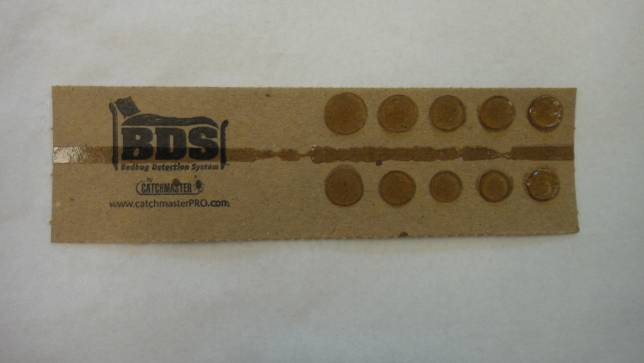 BDS
Bedbug Detection System
by
CATCHMASTER
www.catchmasterPRO.com